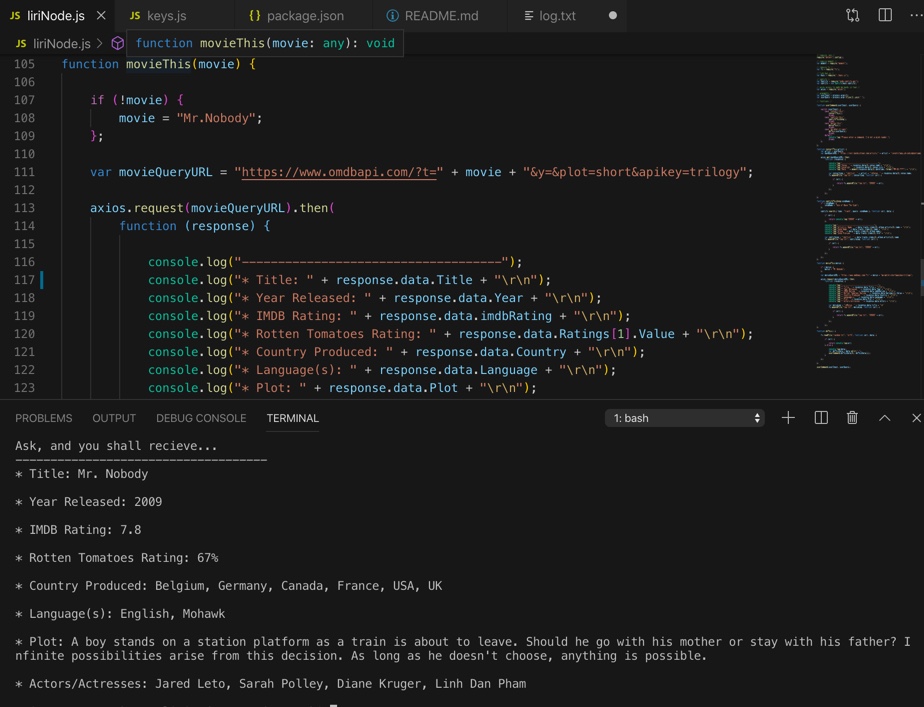 JS liriNode.js × JS keys.js {} package.json ⓘ README.md log.txt ●
JS liriNode.js > function movieThis(movie: any): void
105 function movieThis(movie) {
106
107 if (!movie) {
108 movie = "Mr.Nobody";
109 };
110
111 var movieQueryURL = "https://www.omdbapi.com/?t=" + movie + "&y=&plot=short&apikey=trilogy";
112
113 axios.request(movieQueryURL).then(
114 function (response) {
115
116 console.log("------------------------------------");
117 console.log("* Title: " + response.data.Title + "\r\n");
118 console.log("* Year Released: " + response.data.Year + "\r\n");
119 console.log("* IMDB Rating: " + response.data.imdbRating + "\r\n");
120 console.log("* Rotten Tomatoes Rating: " + response.data.Ratings[1].Value + "\r\n");
121 console.log("* Country Produced: " + response.data.Country + "\r\n");
122 console.log("* Language(s): " + response.data.Language + "\r\n");
123 console.log("* Plot: " + response.data.Plot + "\r\n");
PROBLEMS OUTPUT DEBUG CONSOLE TERMINAL 1: bash
Ask, and you shall recieve...
------------------------------------
* Title: Mr. Nobody
* Year Released: 2009
* IMDB Rating: 7.8
* Rotten Tomatoes Rating: 67%
* Country Produced: Belgium, Germany, Canada, France, USA, UK
* Language(s): English, Mohawk
* Plot: A boy stands on a station platform as a train is about to leave. Should he go with his mother or stay with his father? I
nfinite possibilities arise from this decision. As long as he doesn't choose, anything is possible.
* Actors/Actresses: Jared Leto, Sarah Polley, Diane Kruger, Linh Dan Pham